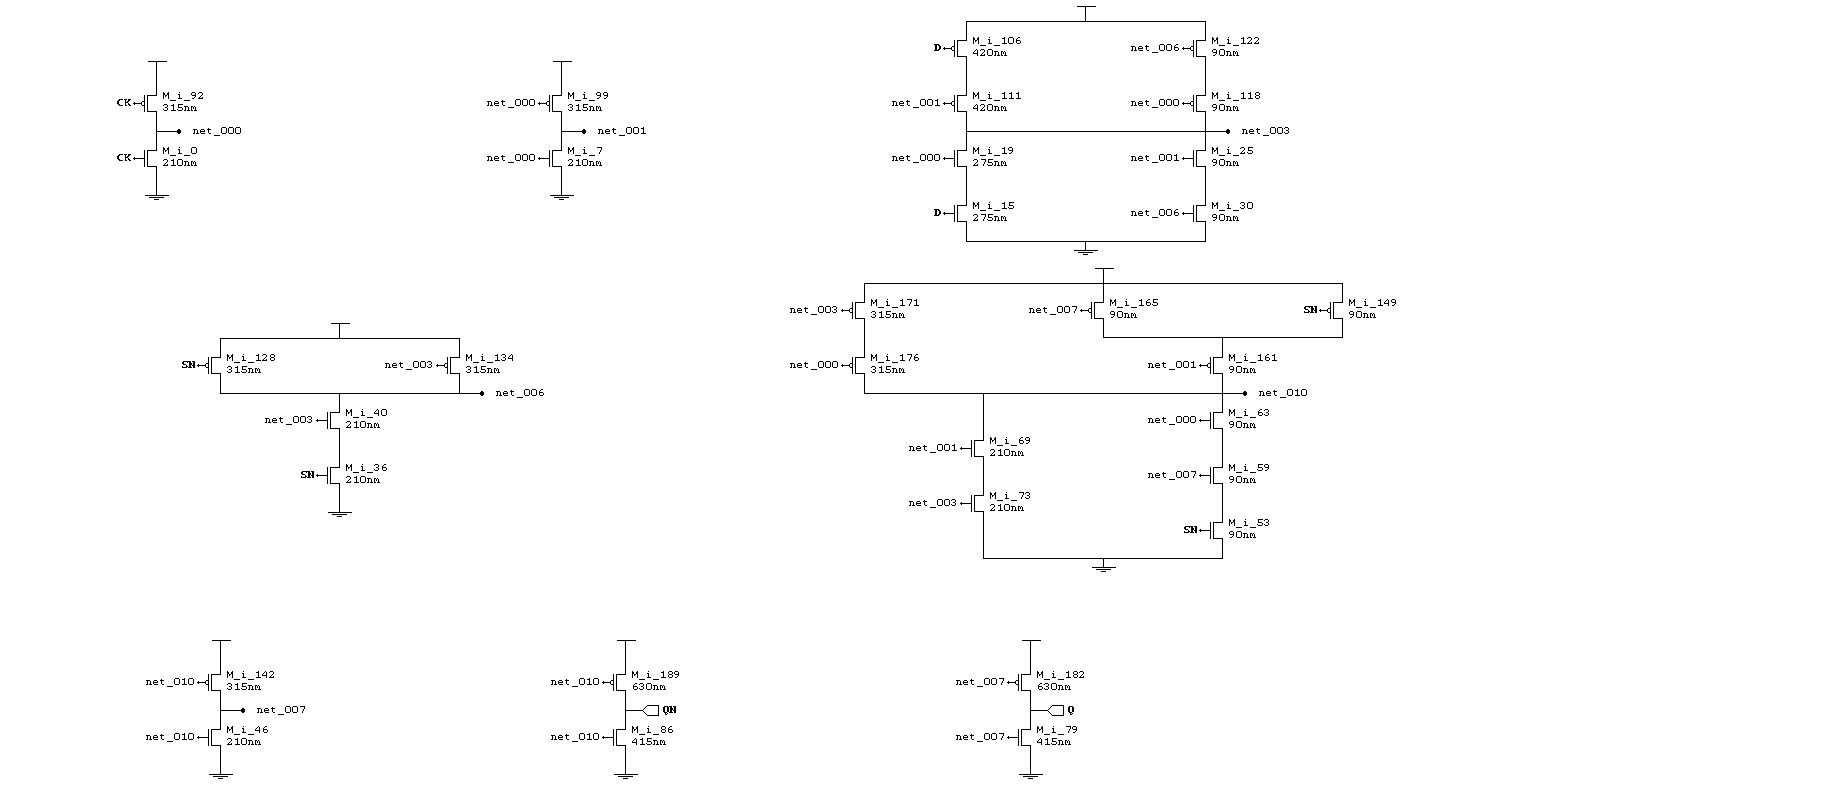 CK
M_i_92
315nm
net_000
CK
M_i_0
210nm
net_000
M_i_99
315nm
net_001
net_000
M_i_7
210nm
D
M_i_106
420nm
net_006
M_i_122
90nm
net_001
M_i_111
420nm
net_000
M_i_118
90nm
net_003
net_000
M_i_19
275nm
net_001
M_i_25
90nm
D
M_i_15
275nm
net_006
M_i_30
90nm
SN
M_i_128
315nm
net_003
M_i_134
315nm
net_006
net_003
M_i_40
210nm
SN
M_i_36
210nm
net_003
M_i_171
315nm
net_007
M_i_165
90nm
SN
M_i_149
90nm
net_000
M_i_176
315nm
net_001
M_i_161
90nm
net_010
net_000
M_i_63
90nm
net_001
M_i_69
210nm
net_007
M_i_59
90nm
net_003
M_i_73
210nm
SN
M_i_53
90nm
net_010
M_i_142
315nm
net_007
net_010
M_i_46
210nm
net_010
M_i_189
630nm
QN
net_010
M_i_86
415nm
net_007
M_i_182
630nm
Q
net_007
M_i_79
415nm